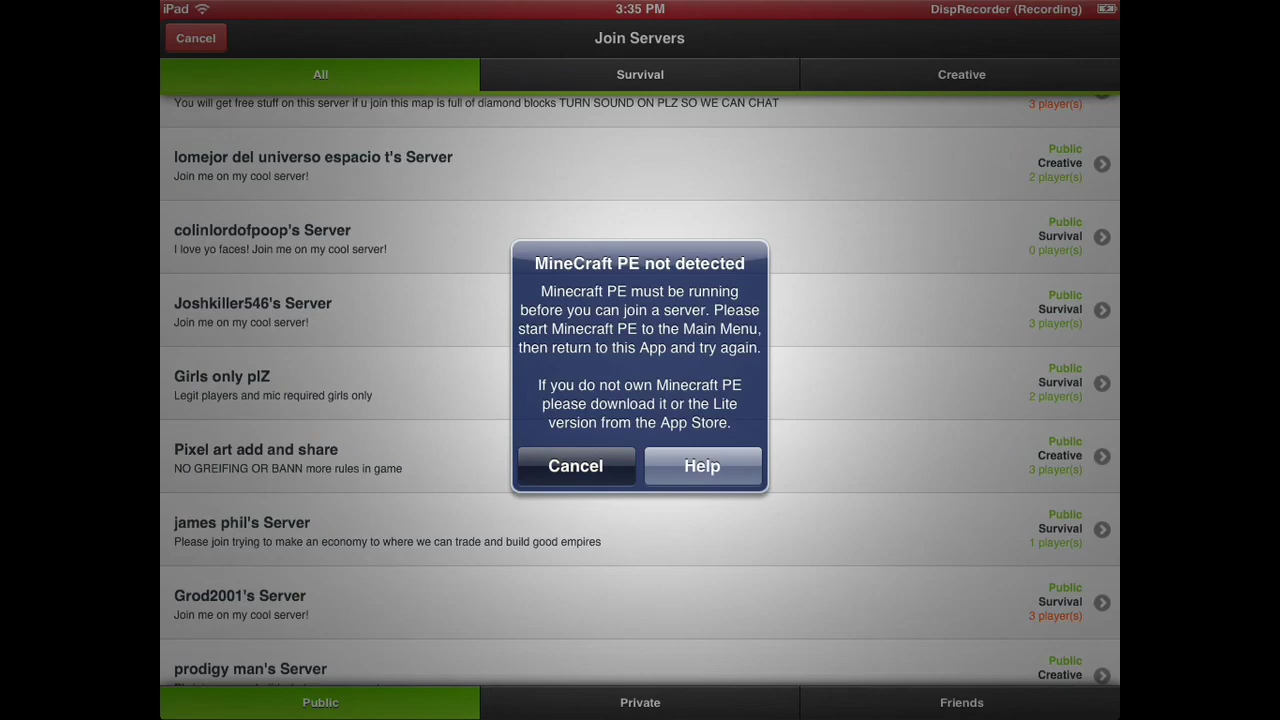 iPad 3:35 PM DispRecorder (Recording)
Cancel Join Servers
All Survival Creative
You will get free stuff on this server if u join this map is full of diamond blocks TURN SOUND ON PLZ SO WE CAN CHAT
3 player(s)
lomejor del universo espacio t's Server
Join me on my cool server!
Public
Creative
2 player(s)
colinlordofpoop's Server
I love yo faces! Join me on my cool server!
Public
Survival
0 player(s)
Joshkiller546's Server
Join me on my cool server!
Public
Survival
3 player(s)
Girls only plZ
Legit players and mic required girls only
Public
Survival
2 player(s)
Pixel art add and share
NO GREIFING OR BANN more rules in game
Public
Creative
3 player(s)
james phil's Server
Please join trying to make an economy to where we can trade and build good empires
Public
Survival
1 player(s)
Grod2001's Server
Join me on my cool server!
Public
Survival
3 player(s)
prodigy man's Server
Public
Creative
MineCraft PE not detected
Minecraft PE must be running
before you can join a server. Please
start Minecraft PE to the Main Menu,
then return to this App and try again.
If you do not own Minecraft PE
please download it or the Lite
version from the App Store.
Cancel Help
Public Private Friends